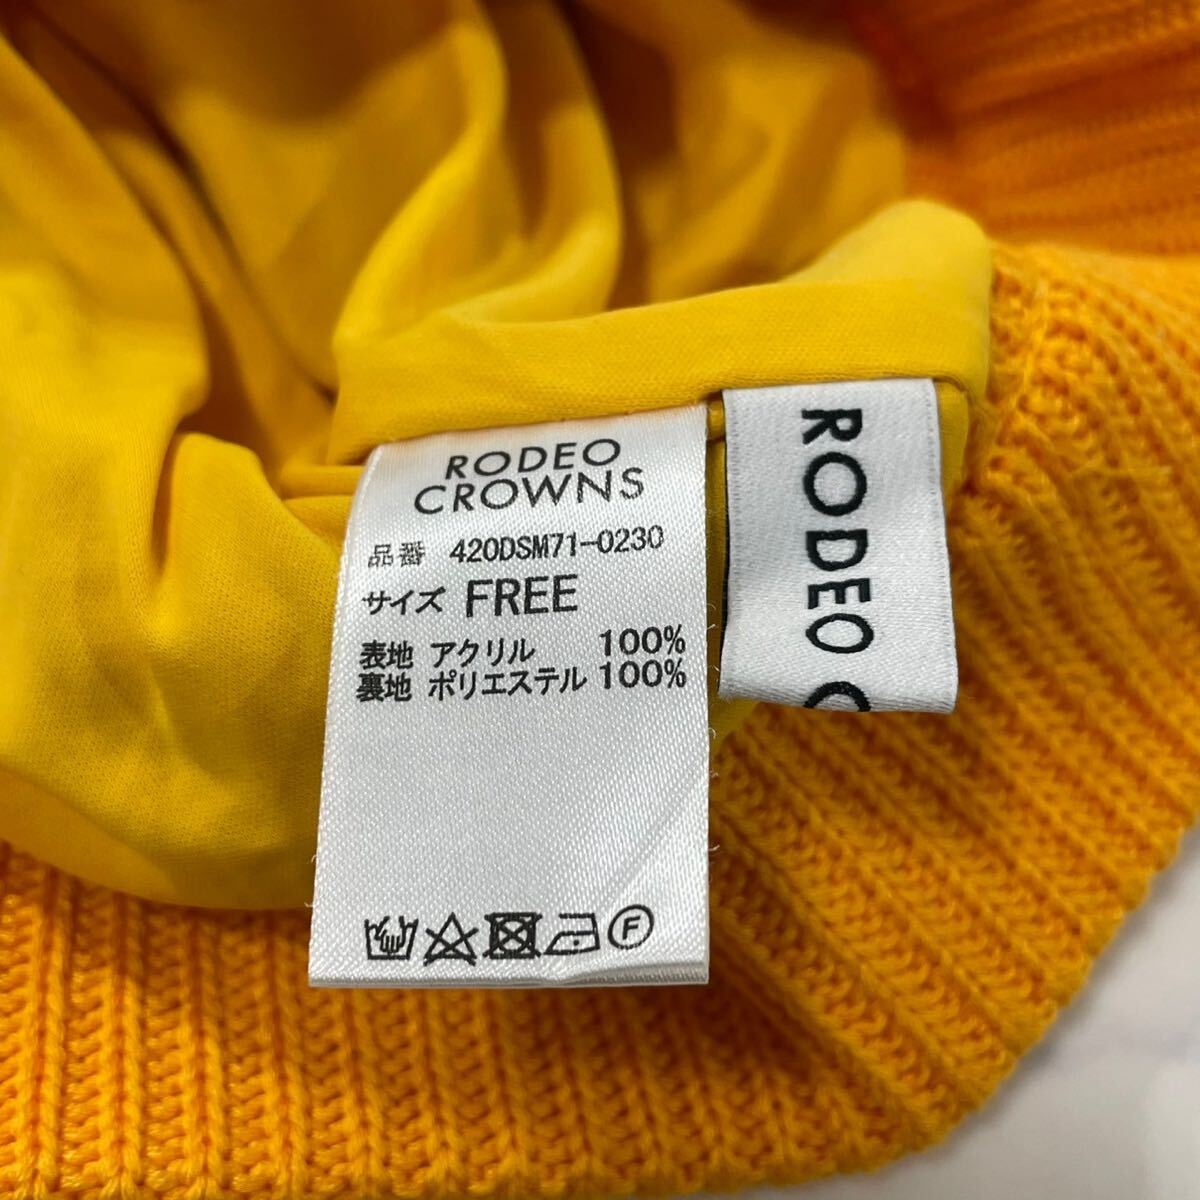 RODEO
CROWNS
品番 420DSM71-0230
サイズ FREE
表地 アクリル 100%
裏地 ポリエステル 100%
F
RODEO